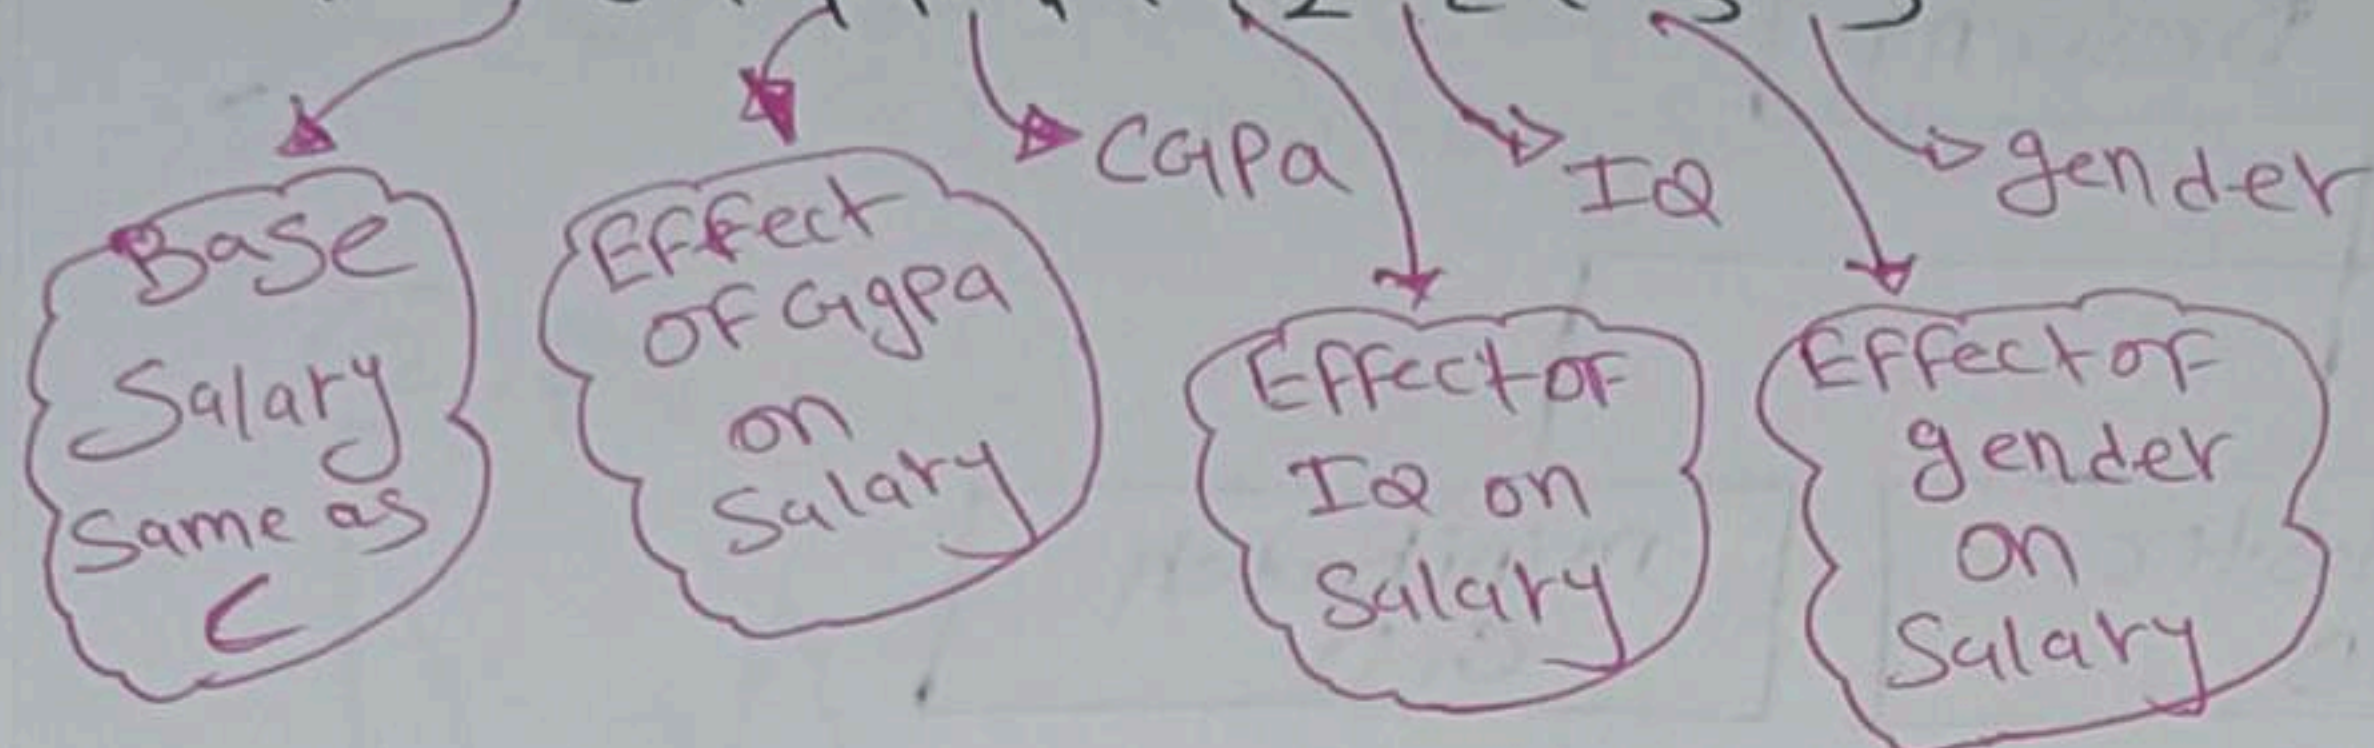 CGPa
IQ
gender
Base
Salary
Same as
C
Effect
of Ggpa
on
Salary
Effect of
IQ on
Salary
Effect of
gender
on
Salary